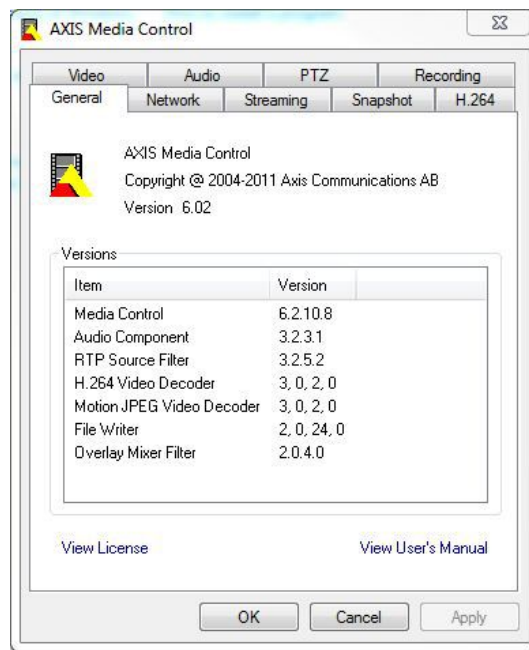 AXIS Media Control
Video Audio PTZ Recording
General Network Streaming Snapshot H.264
AXIS Media Control
Copyright @ 2004-2011 Axis Communications AB
Version 6.02
Versions
Item Version
Media Control 6.2.10.8
Audio Component 3.2.3.1
RTP Source Filter 3.2.5.2
H.264 Video Decoder 3, 0, 2, 0
Motion JPEG Video Decoder 3, 0, 2, 0
File Writer 2, 0, 24, 0
Overlay Mixer Filter 2.0.4.0
View License View User's Manual
OK Cancel Apply